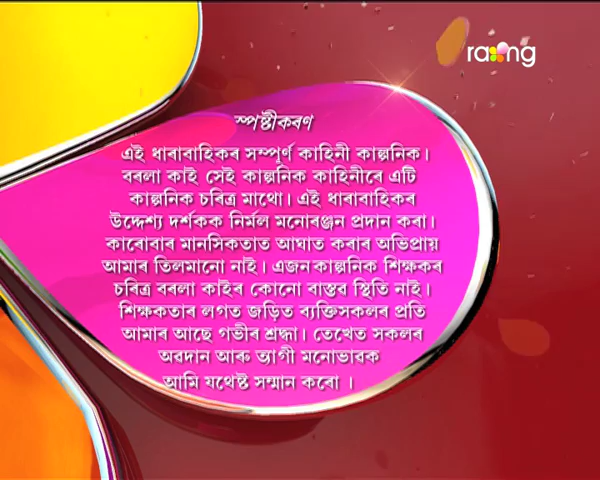 rang
স্পষ্টীকৰণ
এই ধাৰাবাহিকৰ সম্পূৰ্ণ কাহিনী কাল্পনিক।
বৰলা কাই সেই কাল্পনিক কাহিনীৰে এটি
কাল্পনিক চৰিত্ৰ মাথো। এই ধাৰাবাহিকৰ
উদ্দেশ্য দৰ্শকক নিৰ্মল মনোৰঞ্জন প্ৰদান কৰা।
কাৰোবাৰ মানসিকতাত আঘাত কৰাৰ অভিপ্ৰায়
আমাৰ তিলমানো নাই। এজন কাল্পনিক শিক্ষকৰ
চৰিত্ৰ বৰলা কাইৰ কোনো বাস্তৱ স্থিতি নাই।
শিক্ষকতাৰ লগত জড়িত ব্যক্তিসকলৰ প্ৰতি
আমাৰ আছে গভীৰ শ্ৰদ্ধা। তেখেত সকলৰ
অৱদান আৰু ত্যাগী মনোভাৱক
আমি যথেষ্ট সন্মান কৰো ।